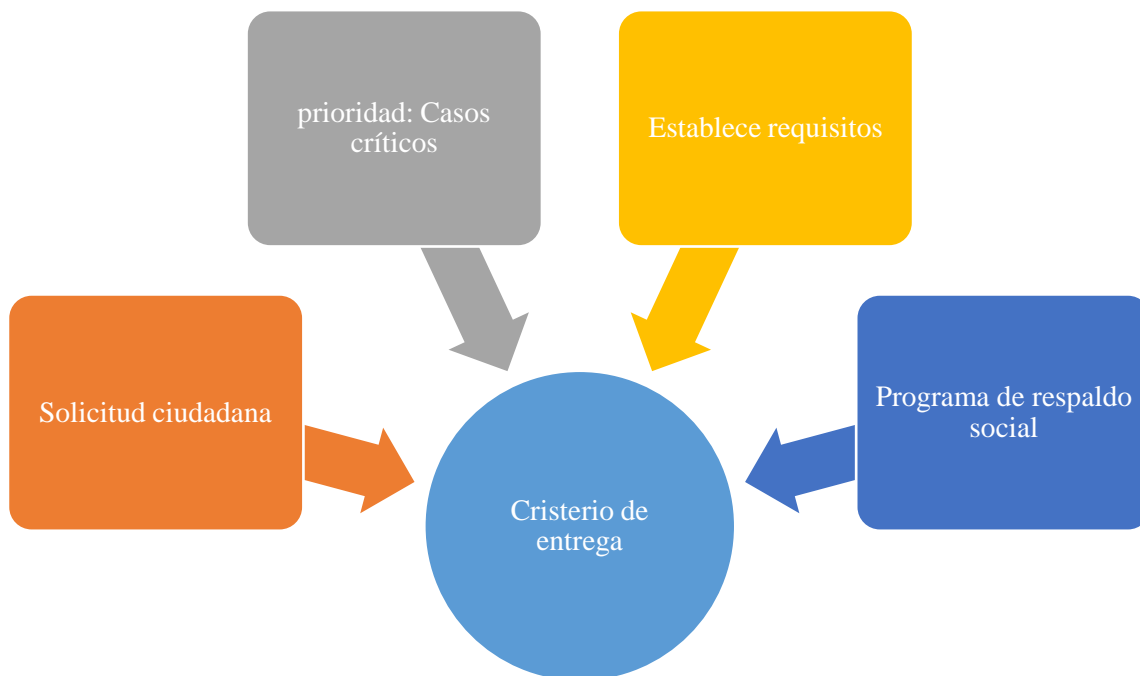 prioridad: Casos
críticos
Establece requisitos
Solicitud ciudadana
Programa de respaldo
social
Cristerio de
entrega